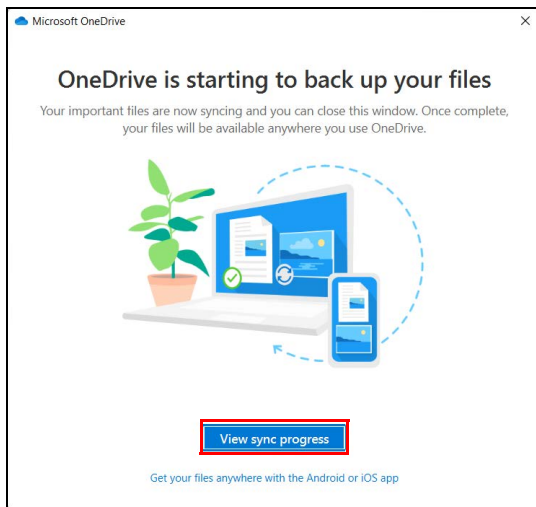 Microsoft OneDrive
OneDrive is starting to back up your files
Your important files are now syncing and you can close this window. Once complete,
your files will be available anywhere you use OneDrive.
View sync progress
Get your files anywhere with the Android or iOS app